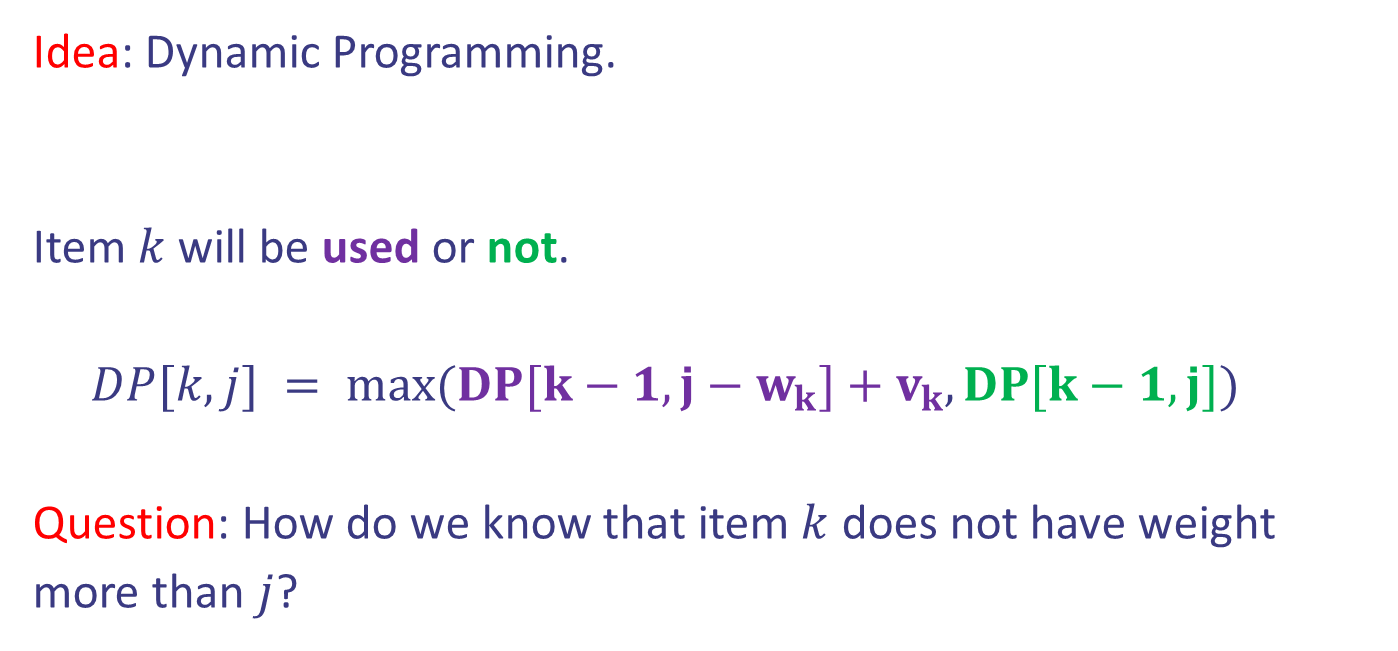 Idea: Dynamic Programming.
Item k will be used or not.
DP[k, j] = max(DP[k − 1, j − wₖ] + vₖ, DP[k − 1, j])
Question: How do we know that item k does not have weight
more than j?